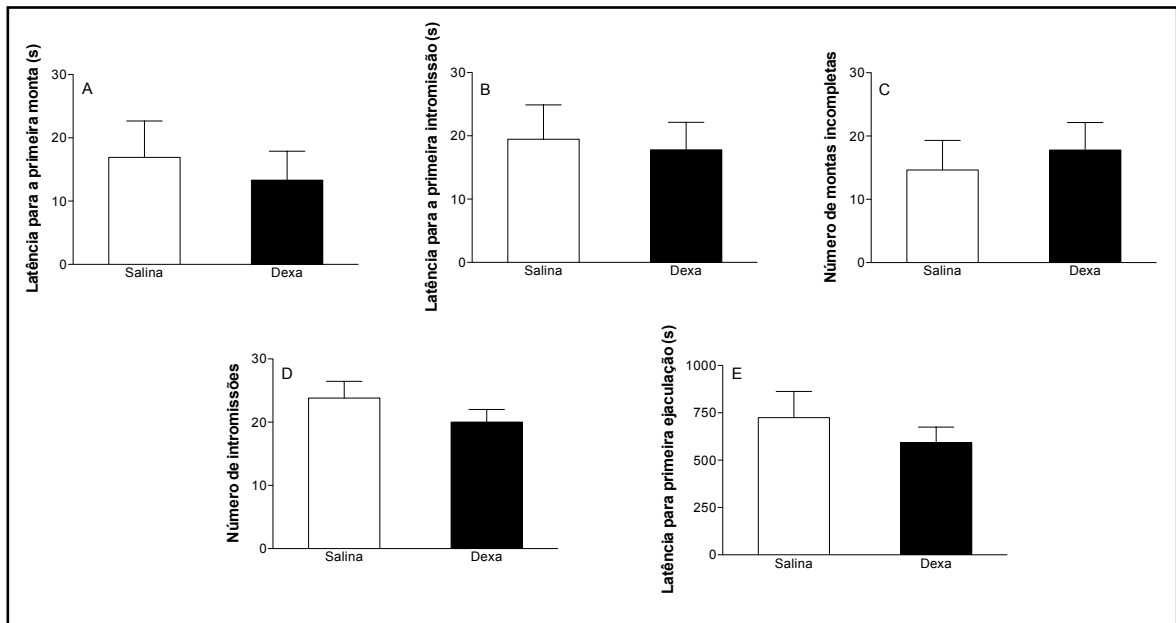 Latência para a primeira monta (s)
A
30
20
10
0
Salina
Dexa
Latência para a primeira intromissão (s)
B
30
20
10
0
Salina
Dexa
Número de montas incompletas
C
30
20
10
0
Salina
Dexa
Número de intromissões
D
30
20
10
0
Salina
Dexa
Latência para primeira ejaculação (s)
E
1000
750
500
250
0
Salina
Dexa